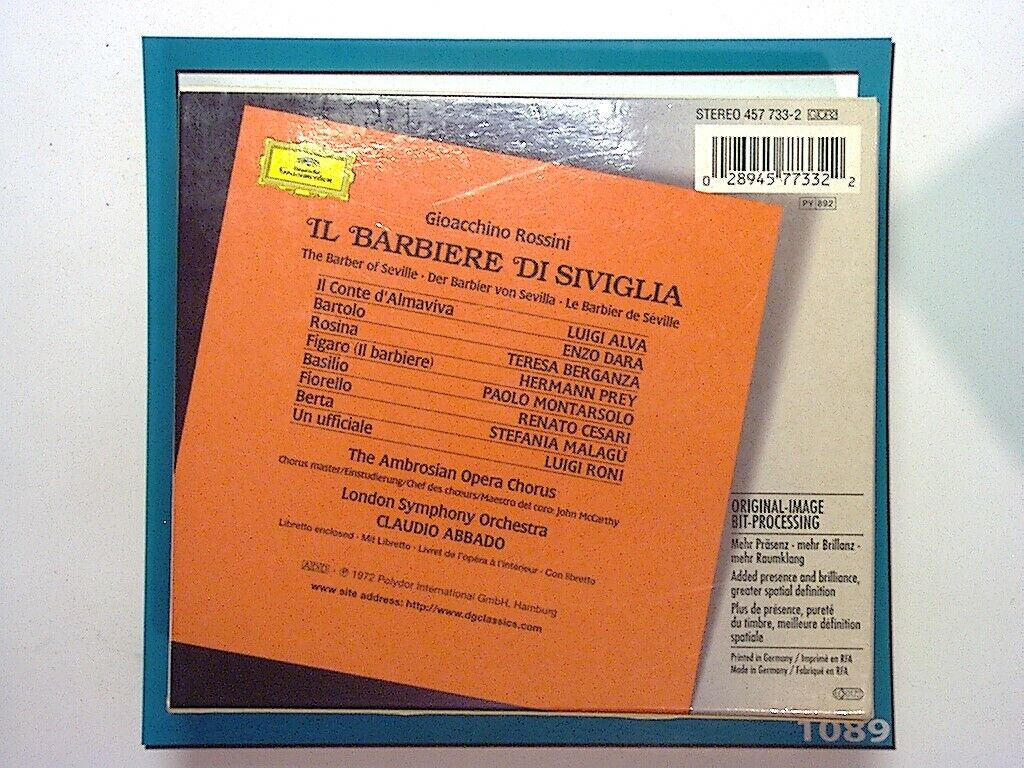 STEREO 457 733-2 GOR2
0 28945 77332 2
PY 892
Deutsche
Grammophon
Gioacchino Rossini
IL BARBIERE DI SIVIGLIA
The Barber of Seville · Der Barbier von Sevilla · Le Barbier de Séville
Il Conte d'Almaviva LUIGI ALVA
Bartolo ENZO DARA
Rosina TERESA BERGANZA
Figaro (Il barbiere) HERMANN PREY
Basilio PAOLO MONTARSOLO
Fiorello RENATO CESARI
Berta STEFANIA MALAGÙ
Un ufficiale LUIGI RONI
The Ambrosian Opera Chorus
Chorus master/Einstudierung/Chef des chœurs/Maestro del coro: John McCarthy
London Symphony Orchestra
CLAUDIO ABBADO
Libretto enclosed · Mit Libretto · Livret de l'opéra à l'intérieur · Con libretto
ADD · ℗ 1972 Polydor International GmbH, Hamburg
www site address: http://www.dgclassics.com
ORIGINAL-IMAGE
BIT-PROCESSING
Mehr Präsenz - mehr Brillanz -
mehr Raumklang
Added presence and brilliance,
greater spatial definition
Plus de présence, pureté
du timbre, meilleure définition
spatiale
Printed in Germany / Imprimé en RFA
Made in Germany / Fabriqué en RFA
1089